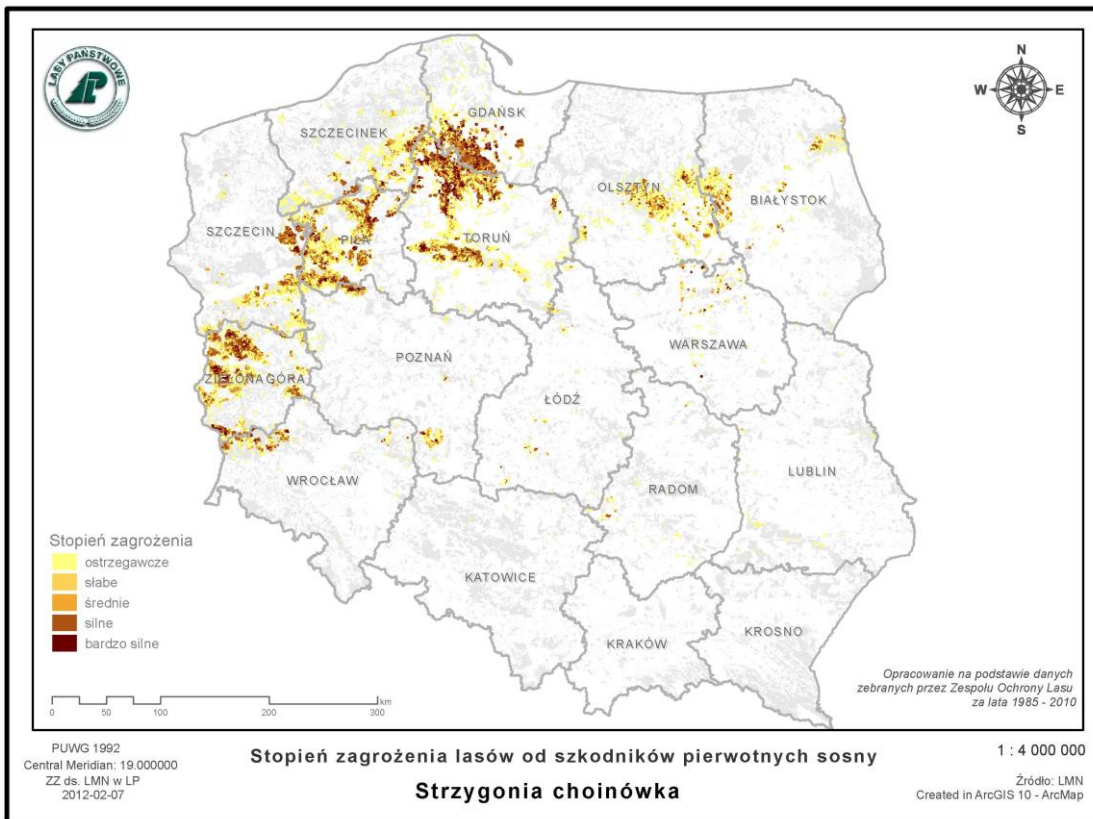 LASY PAŃSTWOWE
LP
N
W E
S
GDAŃSK
SZCZECINEK
OLSZTYN
BIAŁYSTOK
SZCZECIN
PIŁA
TORUŃ
WARSZAWA
POZNAŃ
ZIELONA GÓRA
ŁÓDŹ
LUBLIN
WROCŁAW
RADOM
KATOWICE
KRAKÓW
KROSNO
Stopień zagrożenia
ostrzegawcze
słabe
średnie
silne
bardzo silne
km
0 50 100 200 300
Opracowanie na podstawie danych
zebranych przez Zespołu Ochrony Lasu
za lata 1985 - 2010
PUWG 1992
Central Meridian: 19.000000
ZZ ds. LMN w LP
2012-02-07
Stopień zagrożenia lasów od szkodników pierwotnych sosny
Strzygonia choinówka
1 : 4 000 000
Źródło: LMN
Created in ArcGIS 10 - ArcMap